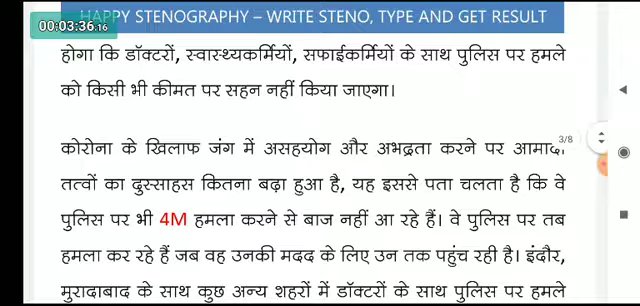 HAPPY STENOGRAPHY – WRITE STENO, TYPE AND GET RESULT
00:03:36.16
होगा कि डॉक्टरों, स्वास्थ्यकर्मियों, सफाईकर्मियों के साथ पुलिस पर हमले
को किसी भी कीमत पर सहन नहीं किया जाएगा।
3/8
कोरोना के खिलाफ जंग में असहयोग और अभद्रता करने पर आमादा
तत्वों का दुस्साहस कितना बढ़ा हुआ है, यह इससे पता चलता है कि वे
पुलिस पर भी 4M हमला करने से बाज नहीं आ रहे हैं। वे पुलिस पर तब
हमला कर रहे हैं जब वह उनकी मदद के लिए उन तक पहुंच रही है। इंदौर,
मुरादाबाद के साथ कुछ अन्य शहरों में डॉक्टरों के साथ पुलिस पर हमले